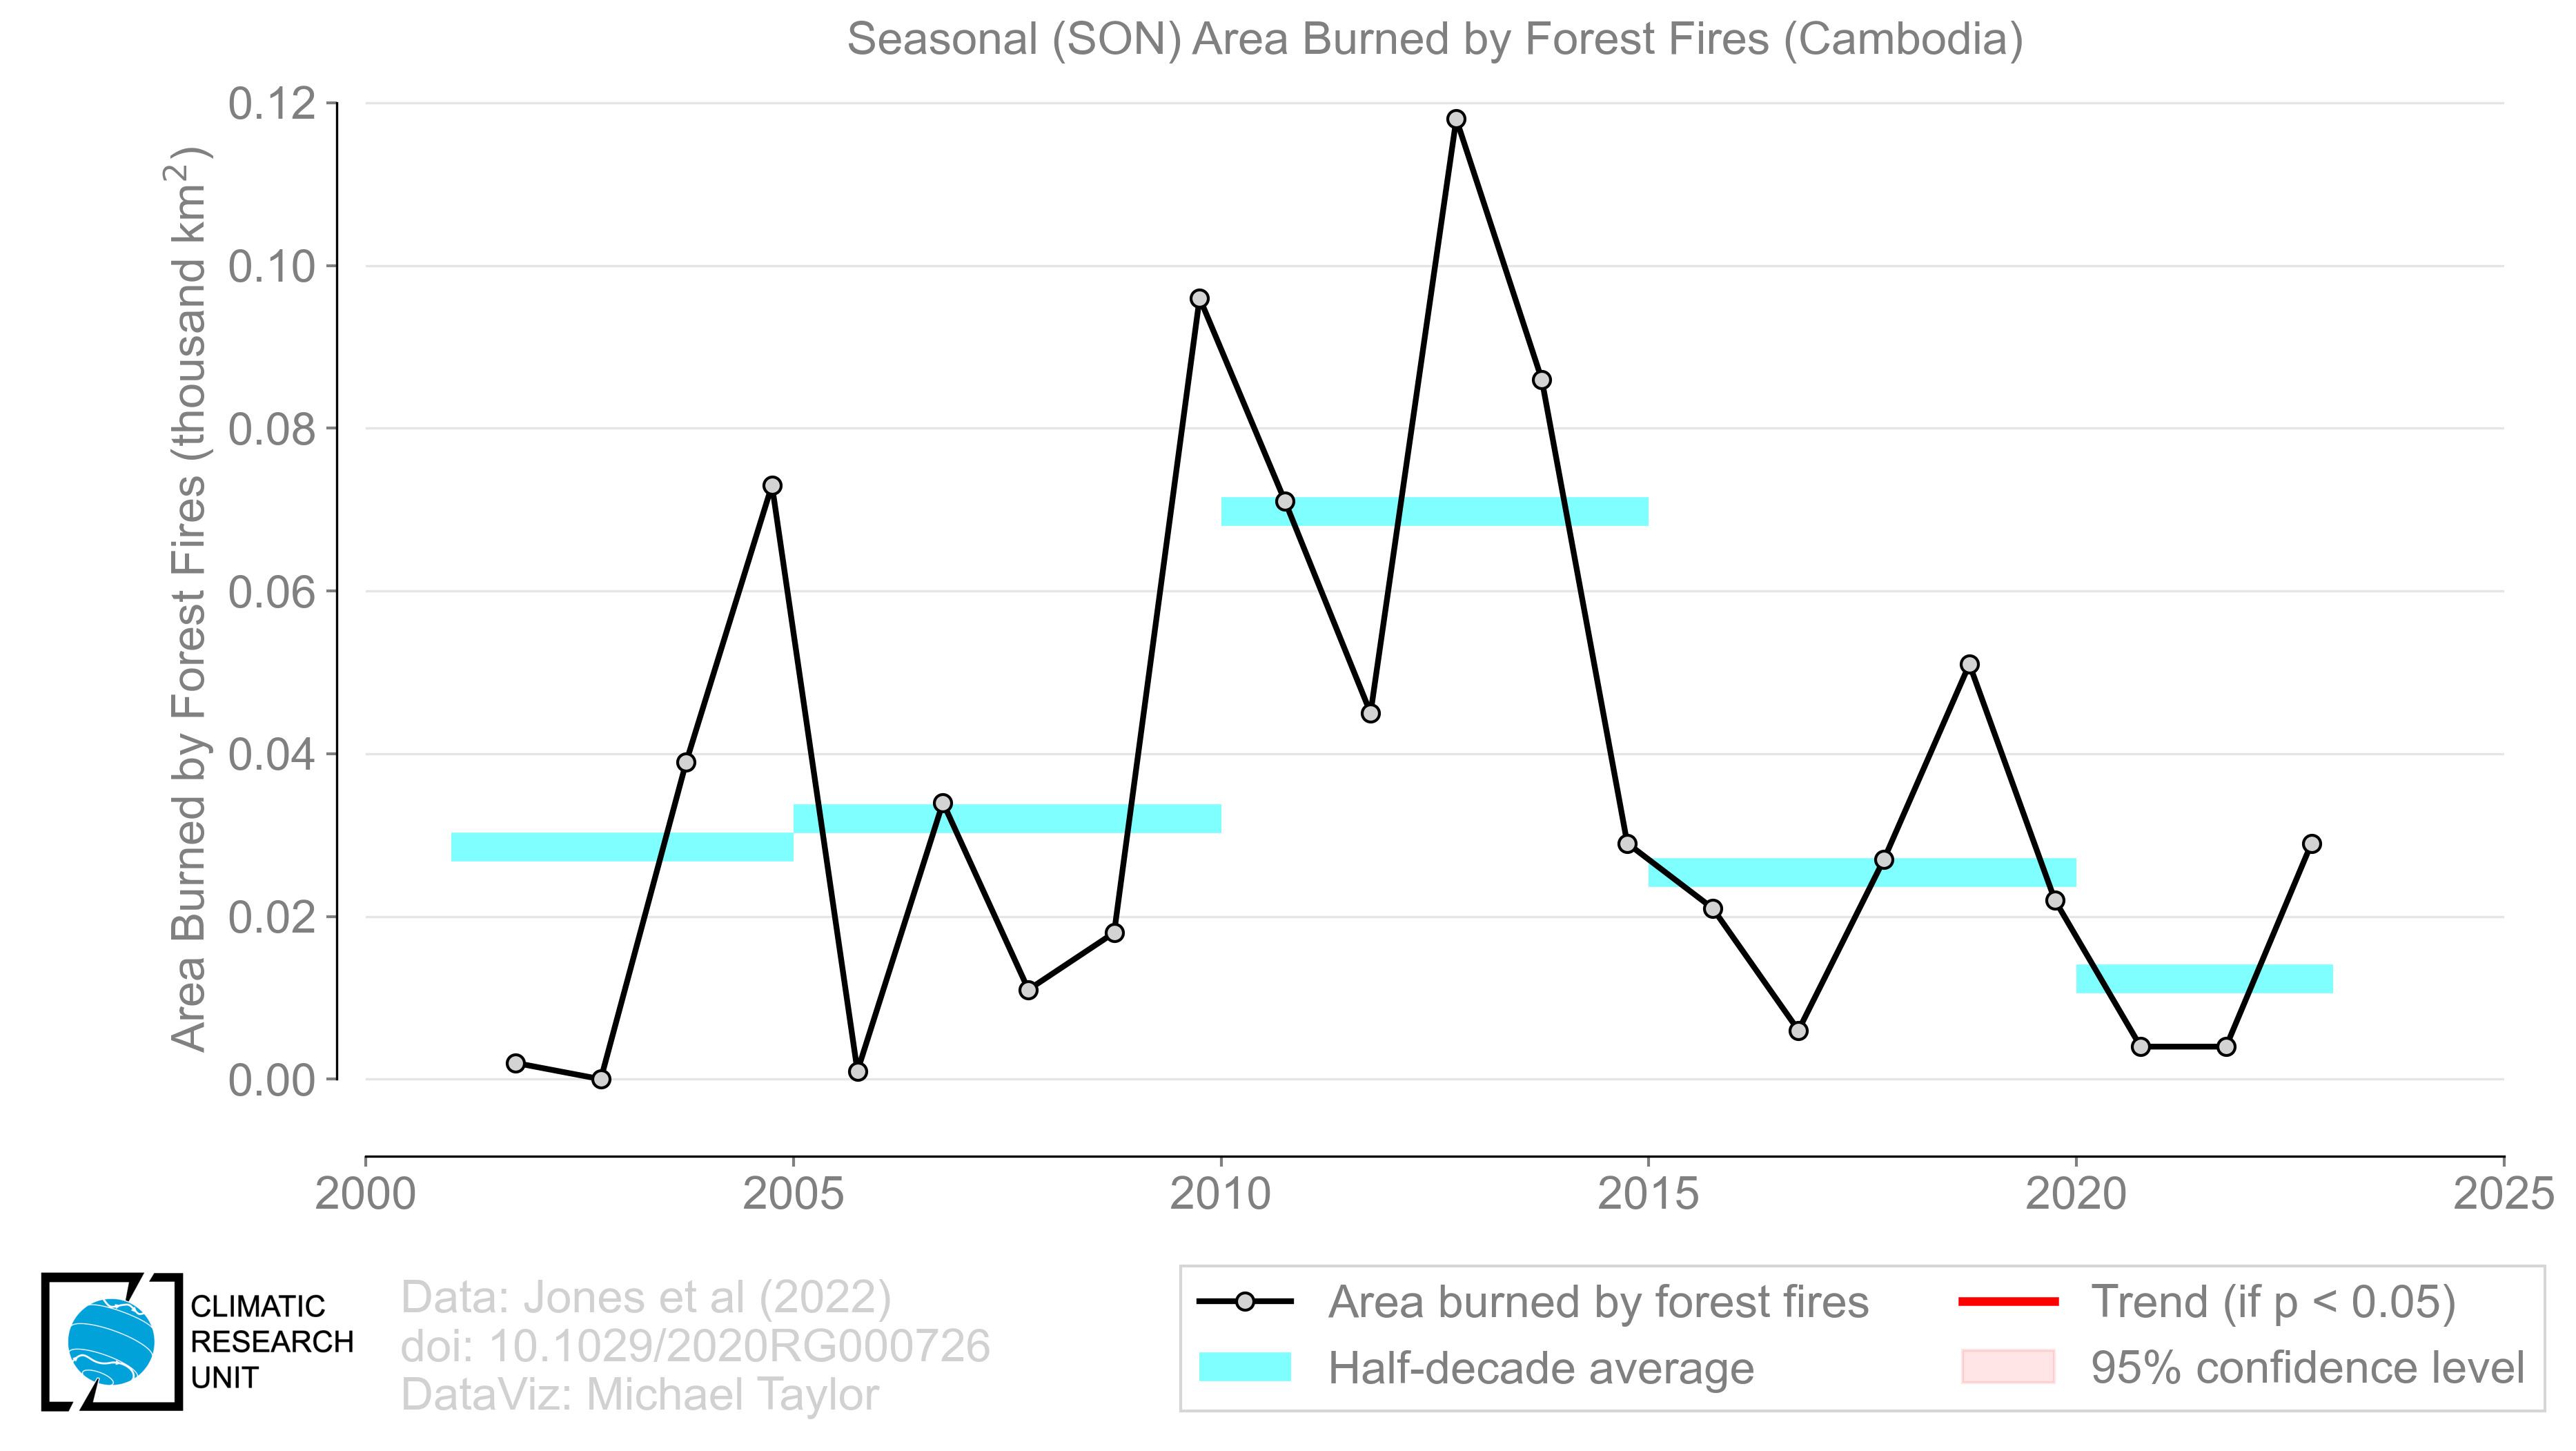 Seasonal (SON) Area Burned by Forest Fires (Cambodia)
Area Burned by Forest Fires (thousand km²)
0.12
0.10
0.08
0.06
0.04
0.02
0.00
2000 2005 2010 2015 2020 2025
CLIMATIC
RESEARCH
UNIT
Data: Jones et al (2022)
doi: 10.1029/2020RG000726
DataViz: Michael Taylor
Area burned by forest fires
Half-decade average
Trend (if p < 0.05)
95% confidence level